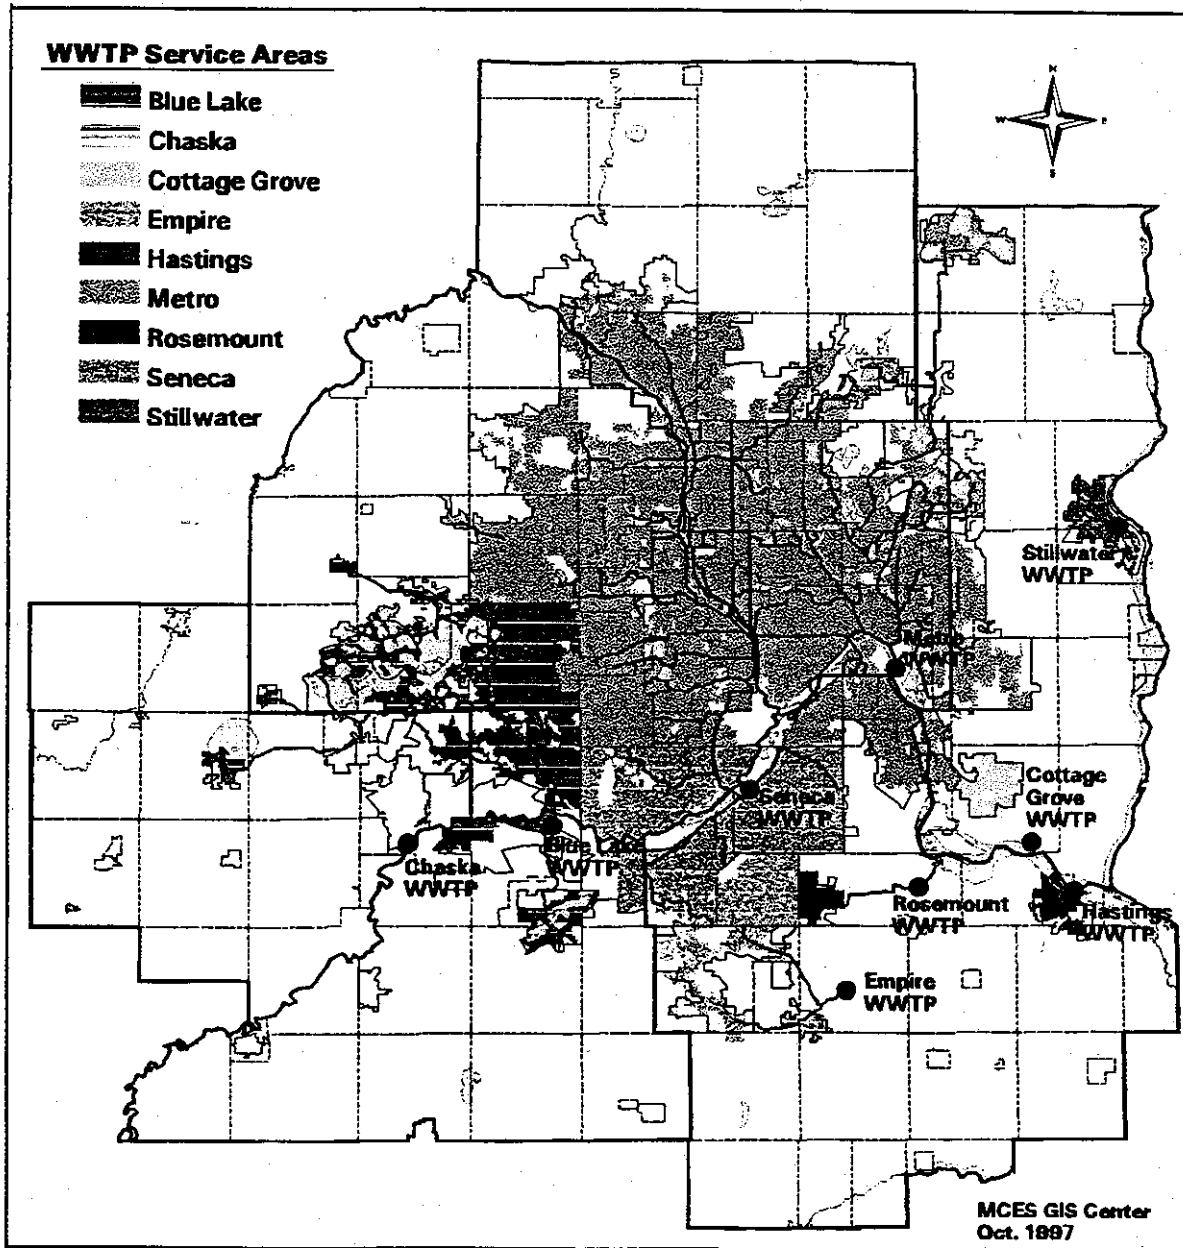 WWTP Service Areas
Blue Lake
Chaska
Cottage Grove
Empire
Hastings
Metro
Rosemount
Seneca
Stillwater
N
W
S
Stillwater
WWTP
Metro
WWTP
Cottage
Grove
WWTP
Seneca
WWTP
Blue Lake
WWTP
Chaska
WWTP
Rosemount
WWTP
Hastings
WWTP
Empire
WWTP
MCES GIS Center
Oct. 1997